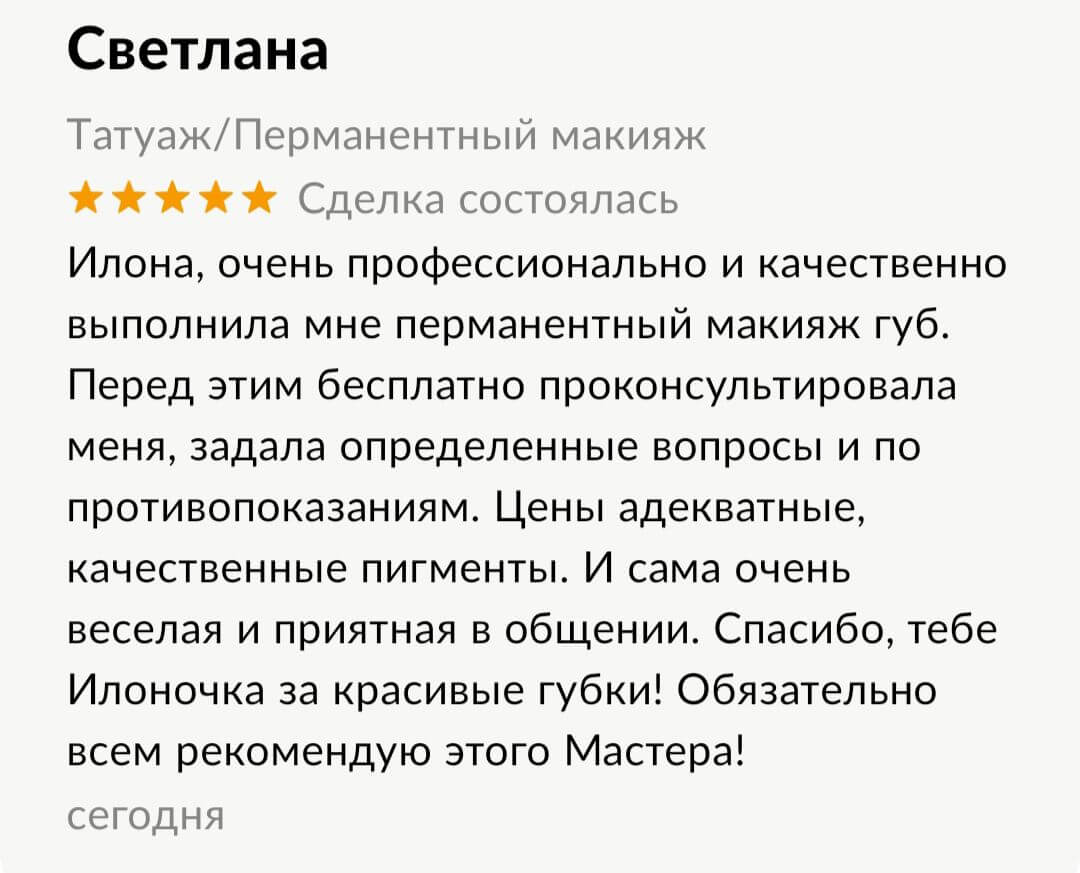 Светлана
Татуаж/Перманентный макияж
Сделка состоялась
Илона, очень профессионально и качественно
выполнила мне перманентный макияж губ.
Перед этим бесплатно проконсультировала
меня, задала определенные вопросы и по
противопоказаниям. Цены адекватные,
качественные пигменты. И сама очень
веселая и приятная в общении. Спасибо, тебе
Илоночка за красивые губки! Обязательно
всем рекомендую этого Мастера!
сегодня